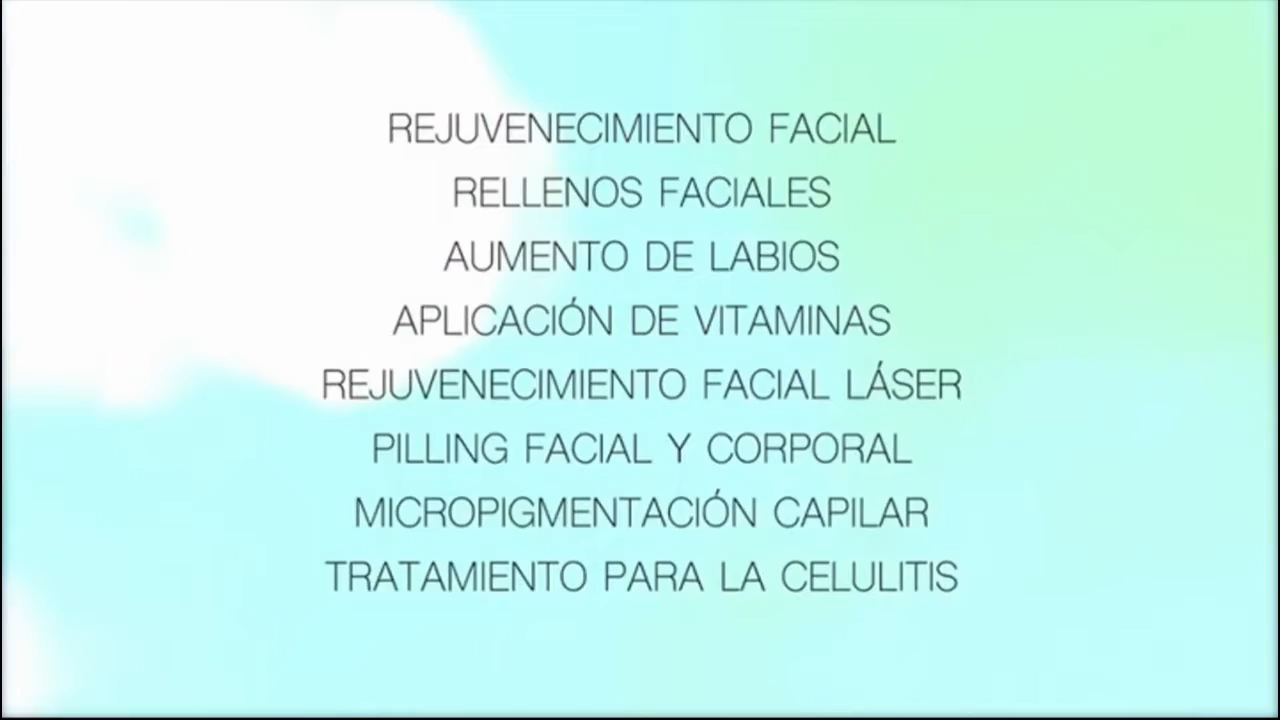 REJUVENECIMIENTO FACIAL
RELLENOS FACIALES
AUMENTO DE LABIOS
APLICACIÓN DE VITAMINAS
REJUVENECIMIENTO FACIAL LÁSER
PILLING FACIAL Y CORPORAL
MICROPIGMENTACIÓN CAPILAR
TRATAMIENTO PARA LA CELULITIS